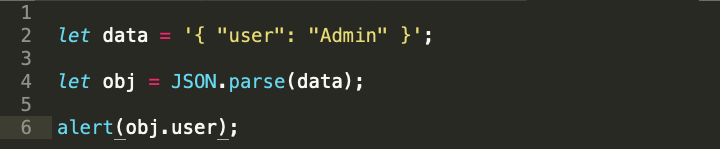 1
2 let data = '{ "user": "Admin" }';
3
4 let obj = JSON.parse(data);
5
6 alert(obj.user);